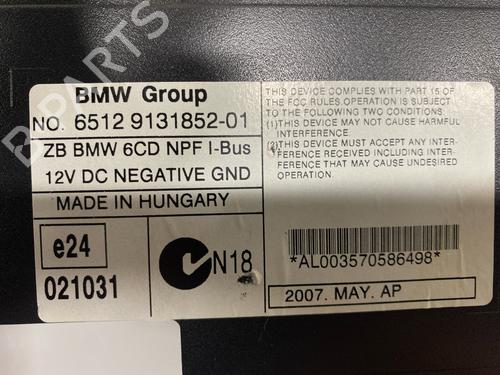 B PARTS
BMW Group
NO. 6512 9131852-01
ZB BMW 6CD NPF I-Bus
12V DC NEGATIVE GND
MADE IN HUNGARY
e24
021031
N18
THIS DEVICE COMPLIES WITH PART 15 OF
THE FCC RULES OPERATION IS SUBJECT
TO THE FOLLOWING TWO CONDITIONS:
(1)THIS DEVICE MAY NOT CAUSE HARMFUL
INTERFERENCE.
(2)THIS DEVICE MUST ACCEPT ANY INTER-
FERENCE RECEIVED INCLUDING INTER-
FERENCE THAT MAY CAUSE UNDESIRED
OPERATION.
*AL003570586498*
2007. MAY. AP